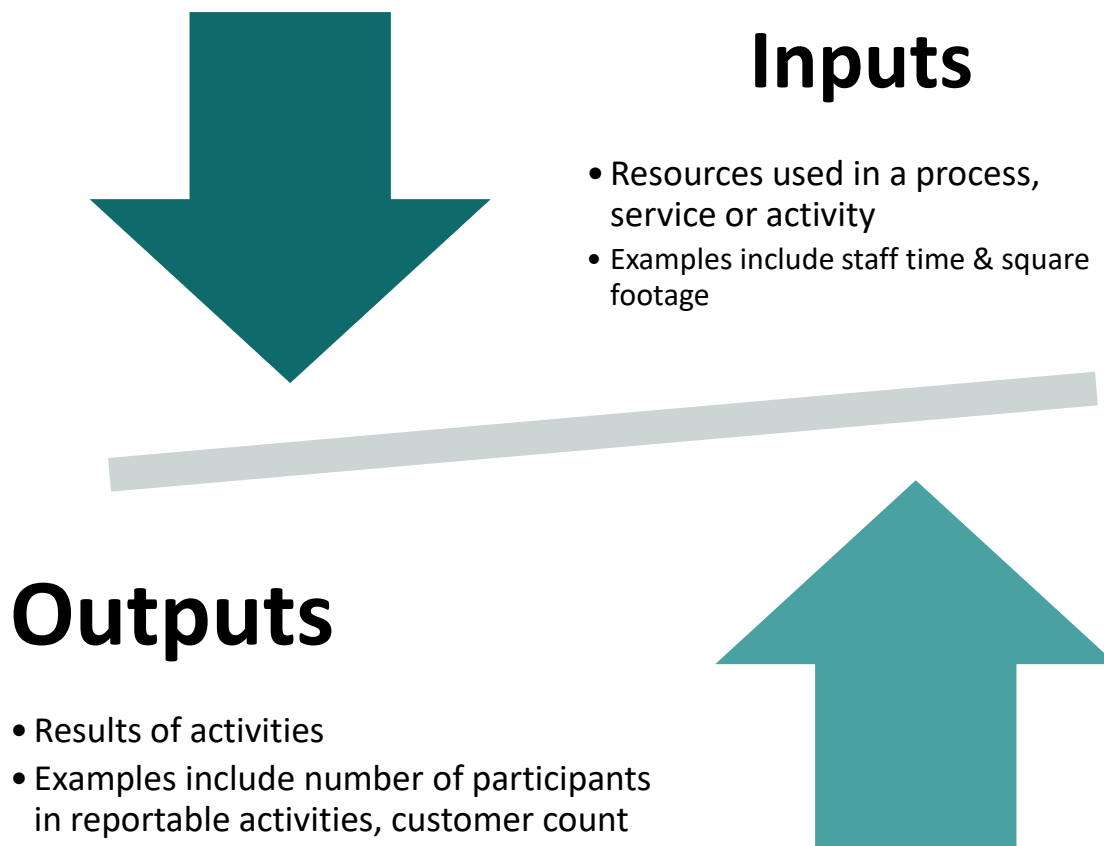 Inputs
• Resources used in a process,
service or activity
• Examples include staff time & square
footage
Outputs
• Results of activities
• Examples include number of participants
in reportable activities, customer count